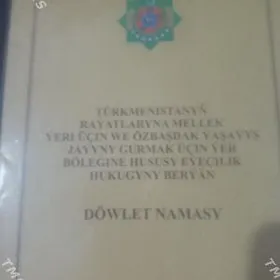 TÜRKMENISTANYŇ
RAÝATLARYNA MELLEK
ÝERI ÜÇIN WE ÖZBAŞDAK ÝAŞAÝYŞ
JAÝYNY GURMAK ÜÇIN ÝER
BÖLEGINE HUSUSY EÝEÇILIK
HUKUGYNY BERÝÄN
DÖWLET NAMASY